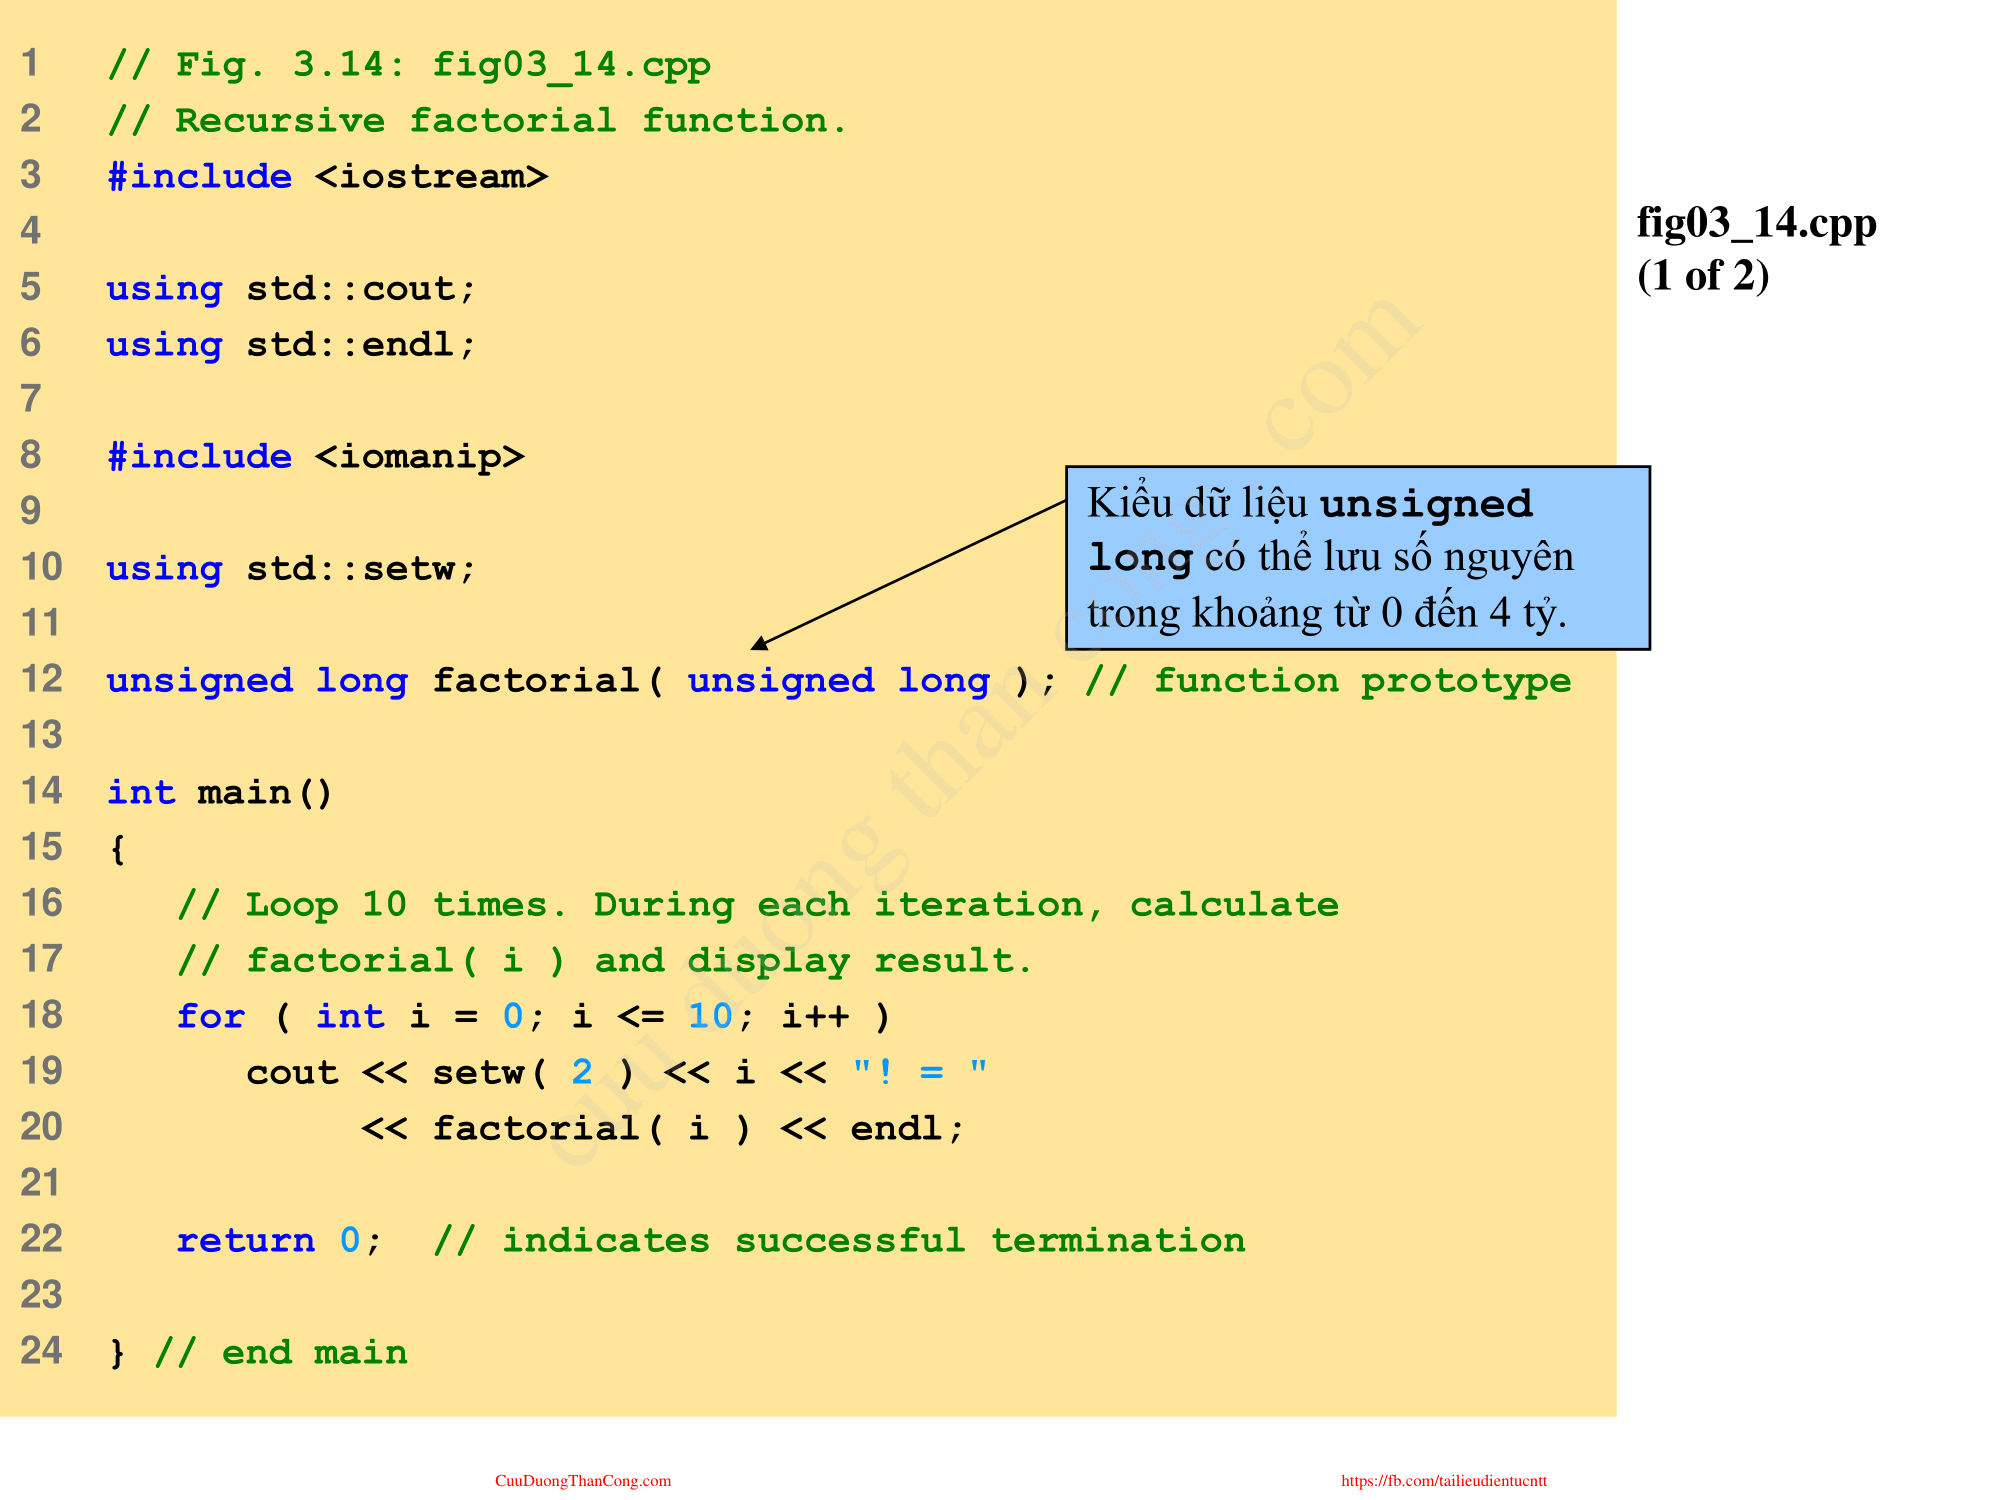 1 // Fig. 3.14: fig03_14.cpp
2 // Recursive factorial function.
3 #include <iostream>
4
5 using std::cout;
6 using std::endl;
7
8 #include <iomanip>
9
10 using std::setw;
11
12 unsigned long factorial( unsigned long ); // function prototype
13
14 int main()
15 {
16 // Loop 10 times. During each iteration, calculate
17 // factorial( i ) and display result.
18 for ( int i = 0; i <= 10; i++ )
19 cout << setw( 2 ) << i << "! = "
20 << factorial( i ) << endl;
21
22 return 0; // indicates successful termination
23
24 } // end main
fig03_14.cpp
(1 of 2)
Kiểu dữ liệu unsigned
long có thể lưu số nguyên
trong khoảng từ 0 đến 4 tỷ.
cuu duong than cong . com
CuuDuongThanCong.com
https://fb.com/tailieudientucntt